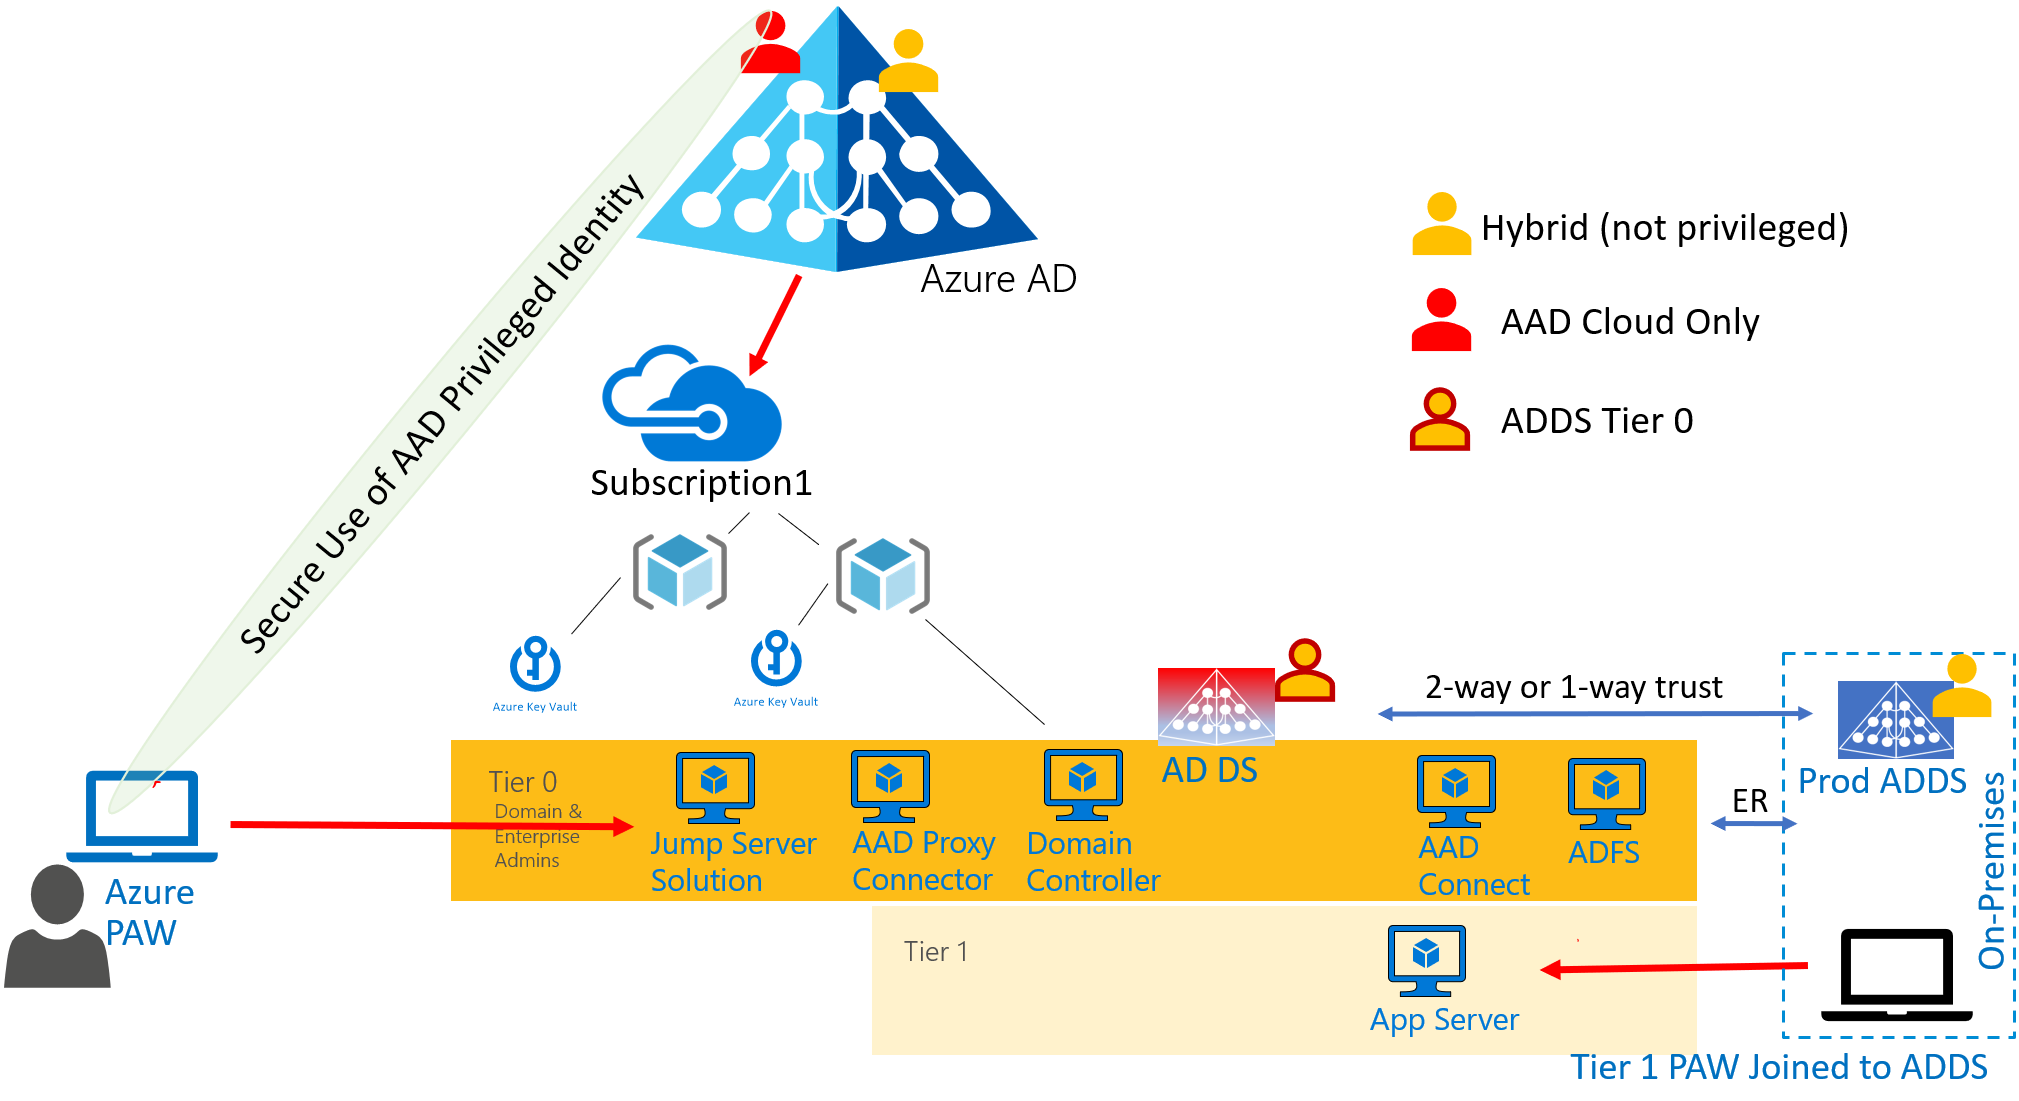 Secure Use of AAD Privileged Identity
Azure AD
Hybrid (not privileged)
AAD Cloud Only
ADDS Tier 0
Subscription1
Azure Key Vault
Azure Key Vault
2-way or 1-way trust
AD DS
Prod ADDS
ER
On-Premises
Tier 0
Domain &
Enterprise
Admins
Jump Server
Solution
AAD Proxy
Connector
Domain
Controller
AAD
Connect
ADFS
Azure
PAW
Tier 1
App Server
Tier 1 PAW Joined to ADDS